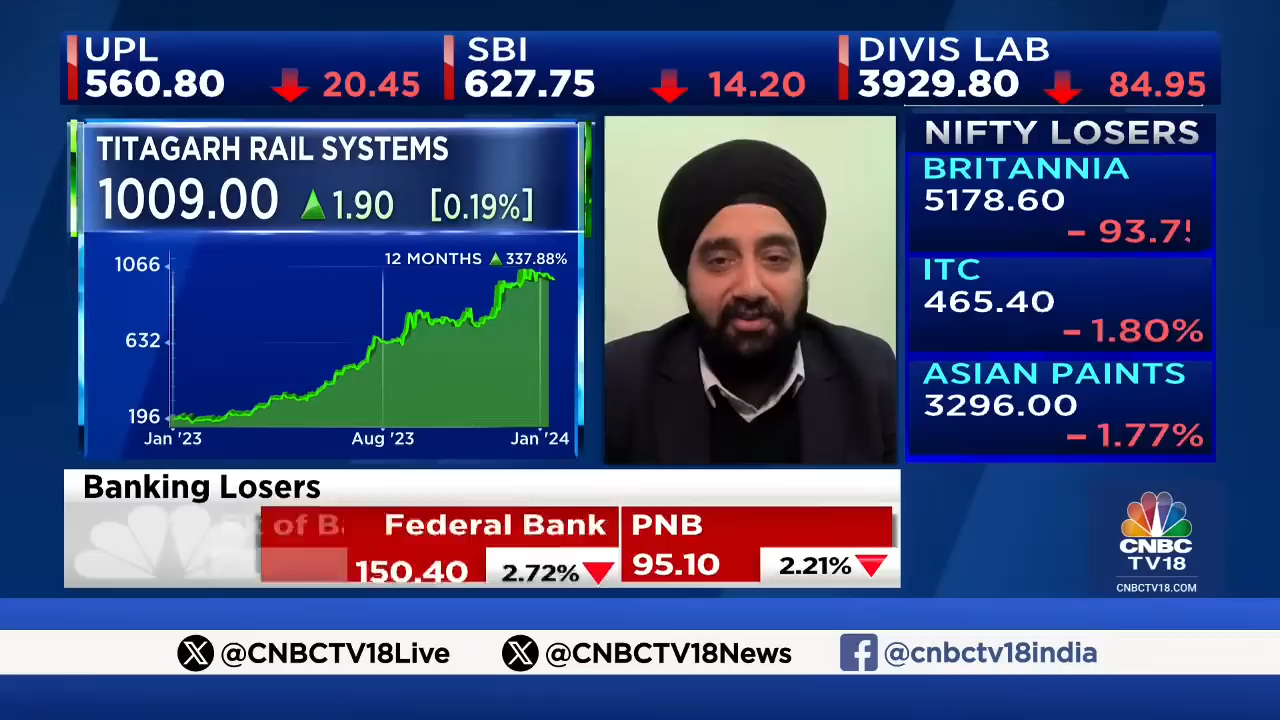 UPL
560.80 20.45
SBI
627.75 14.20
DIVIS LAB
3929.80 84.95
TITAGARH RAIL SYSTEMS
1009.00 1.90 [0.19%]
12 MONTHS 337.88%
1066
632
196
Jan '23 Aug '23 Jan '24
NIFTY LOSERS
BRITANNIA
5178.60
- 93.7
ITC
465.40
- 1.80%
ASIAN PAINTS
3296.00
- 1.77%
Banking Losers
of
Federal Bank
150.40 2.72%
PNB
95.10 2.21%
CNBC
TV18
CNBCTV18.COM
@CNBCTV18Live @CNBCTV18News @cnbctv18india